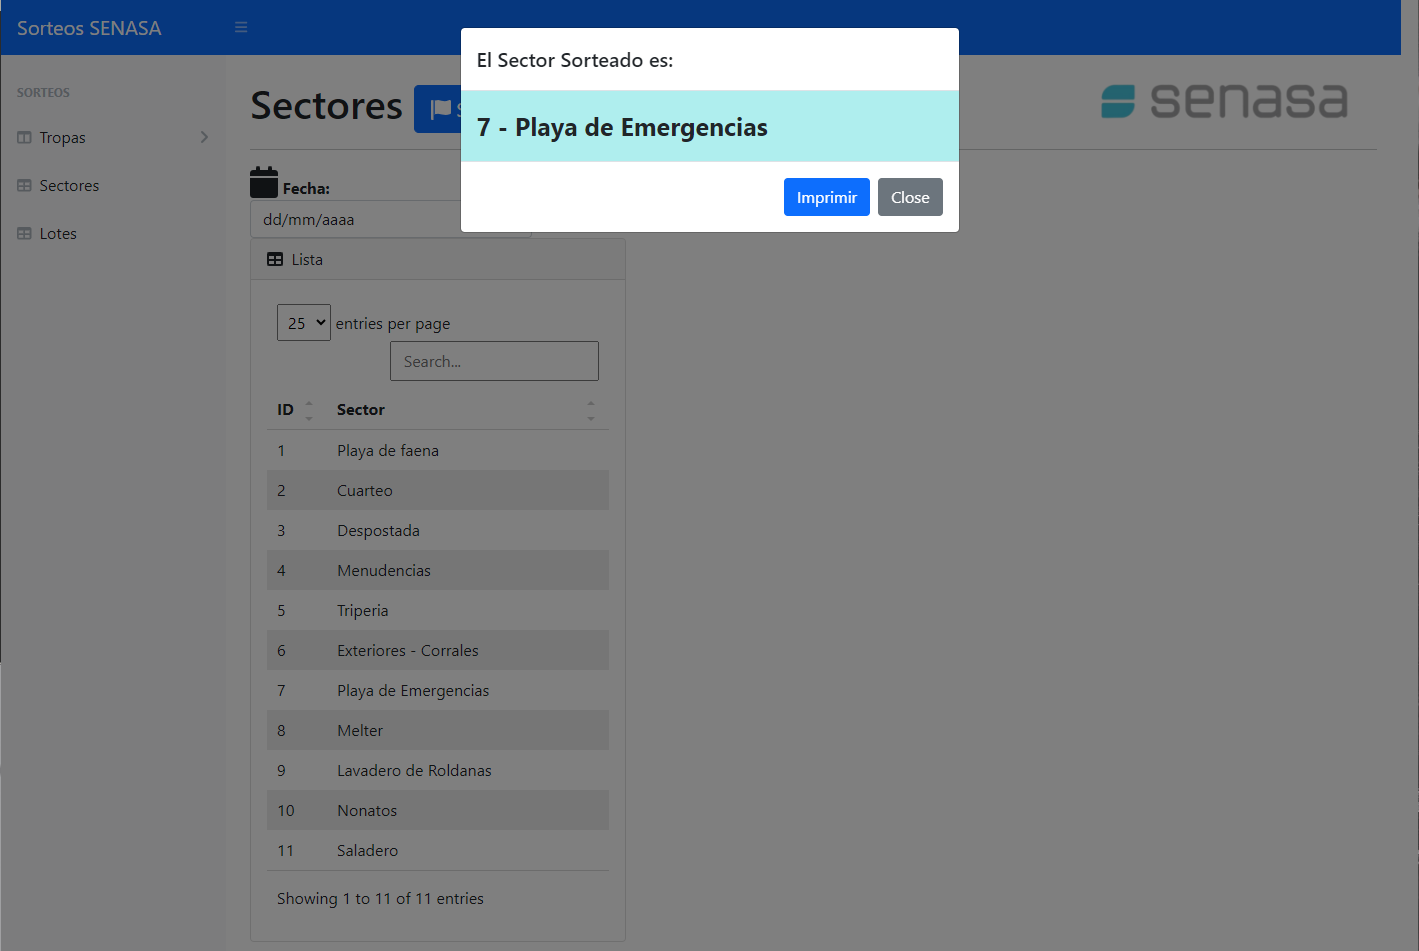 Sorteos SENASA
El Sector Sorteado es:
7 - Playa de Emergencias
Imprimir Close
SORTEOS
Tropas
Sectores
Lotes
Sectores
senasa
Fecha:
dd/mm/aaaa
Lista
25 entries per page
Search...
ID Sector
1 Playa de faena
2 Cuarteo
3 Despostada
4 Menudencias
5 Triperia
6 Exteriores - Corrales
7 Playa de Emergencias
8 Melter
9 Lavadero de Roldanas
10 Nonatos
11 Saladero
Showing 1 to 11 of 11 entries